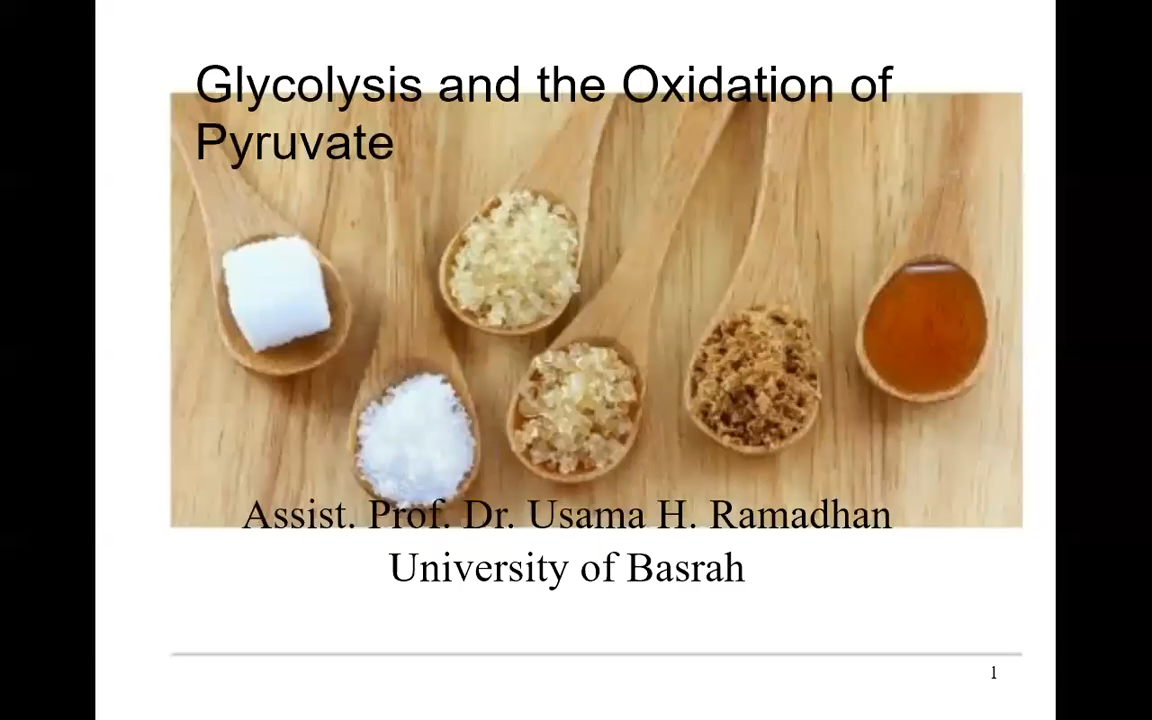 Glycolysis and the Oxidation of
Pyruvate
Assist. Prof. Dr. Usama H. Ramadhan
University of Basrah
1